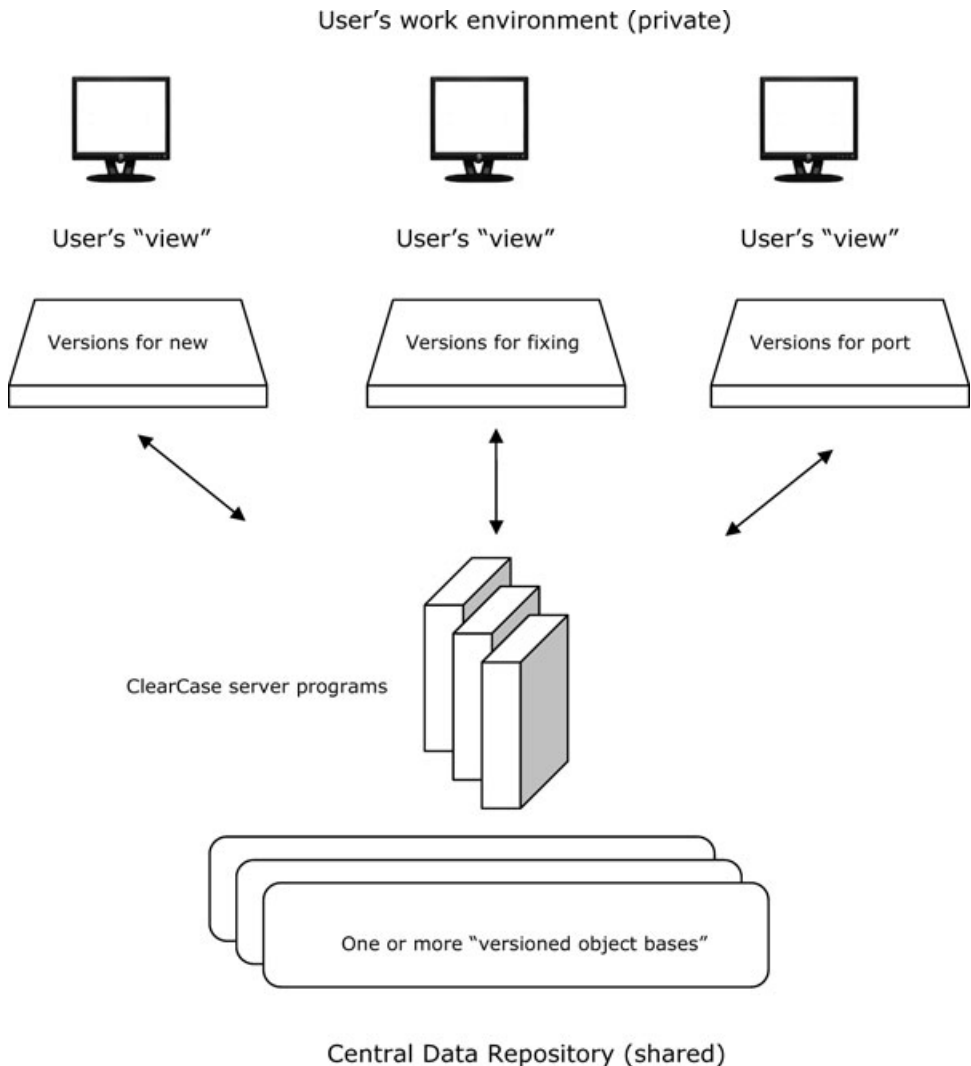 User’s work environment (private)
User’s “view”
User’s “view”
User’s “view”
Versions for new
Versions for fixing
Versions for port
ClearCase server programs
One or more “versioned object bases”
Central Data Repository (shared)